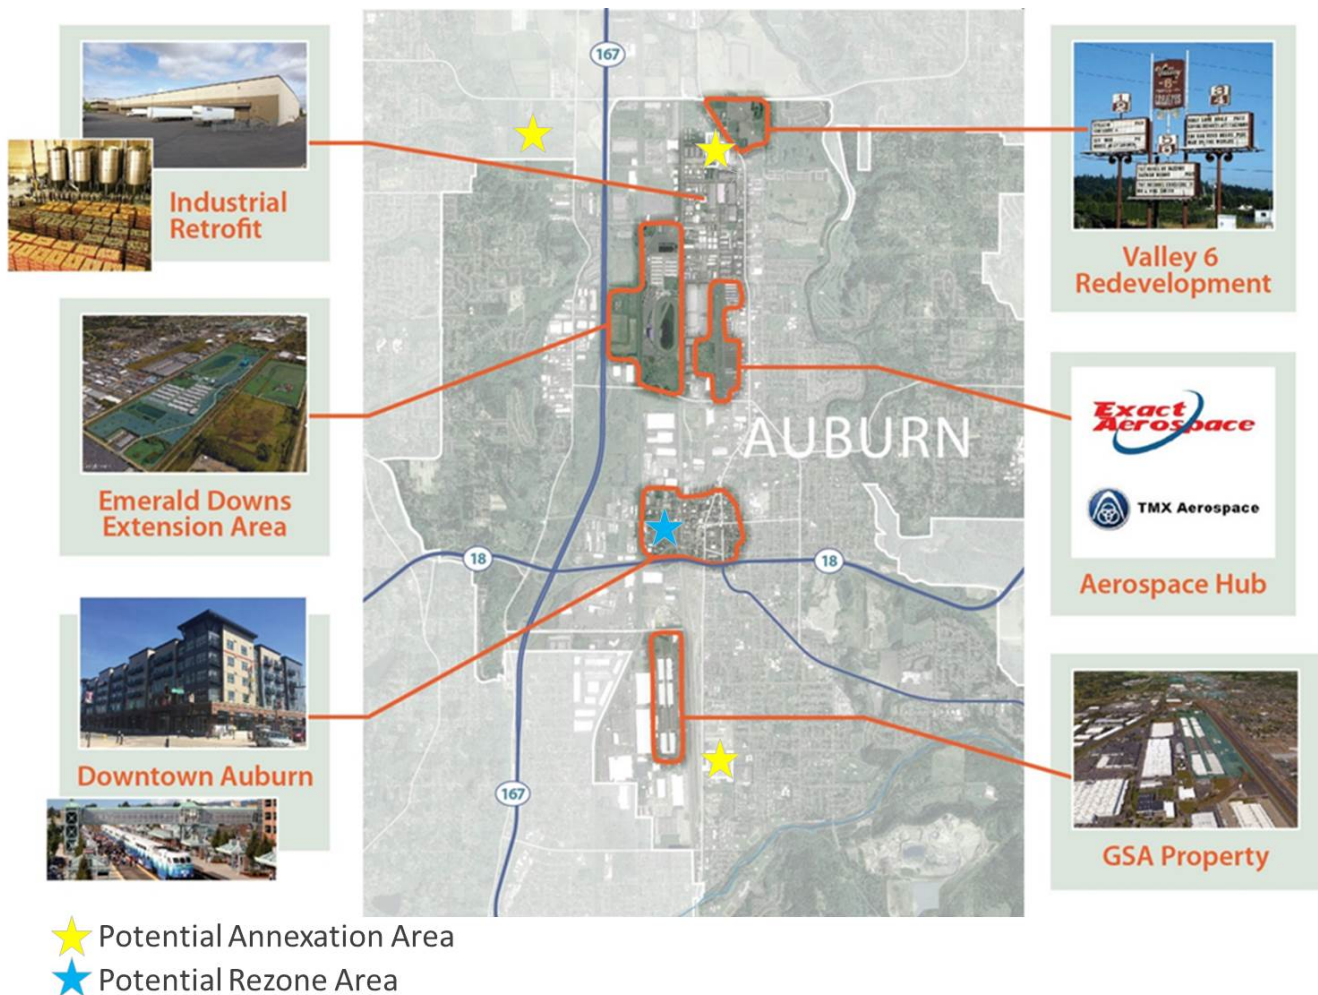 167
Industrial
Retrofit
Valley 6
Redevelopment
Emerald Downs
Extension Area
AUBURN
Exact
Aerospace
TMX Aerospace
Aerospace Hub
18
18
Downtown Auburn
167
GSA Property
Potential Annexation Area
Potential Rezone Area